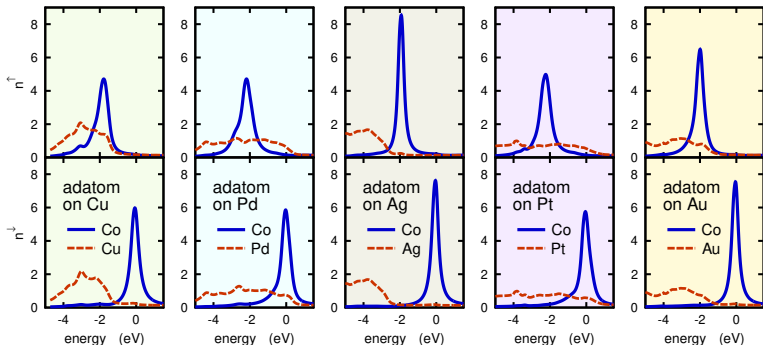 n↑
8
6
4
2
0
8
6
4
2
0
8
6
4
2
0
8
6
4
2
0
8
6
4
2
0
n↓
8
6
4
2
0
adatom
on Cu
Co
Cu
8
6
4
2
0
adatom
on Pd
Co
Pd
8
6
4
2
0
adatom
on Ag
Co
Ag
8
6
4
2
0
adatom
on Pt
Co
Pt
8
6
4
2
0
adatom
on Au
Co
Au
-4 -2 0
-4 -2 0
-4 -2 0
-4 -2 0
-4 -2 0
energy (eV)
energy (eV)
energy (eV)
energy (eV)
energy (eV)